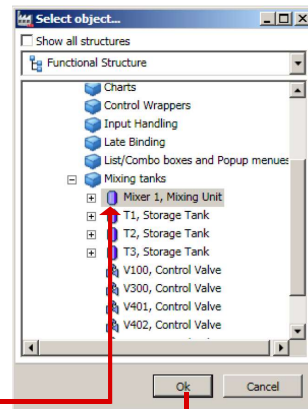 Select object...
Show all structures
Functional Structure
Charts
Control Wrappers
Input Handling
Late Binding
List/Combo boxes and Popup menues
Mixing tanks
Mixer 1, Mixing Unit
T1, Storage Tank
T2, Storage Tank
T3, Storage Tank
V100, Control Valve
V300, Control Valve
V401, Control Valve
V402, Control Valve
Ok Cancel